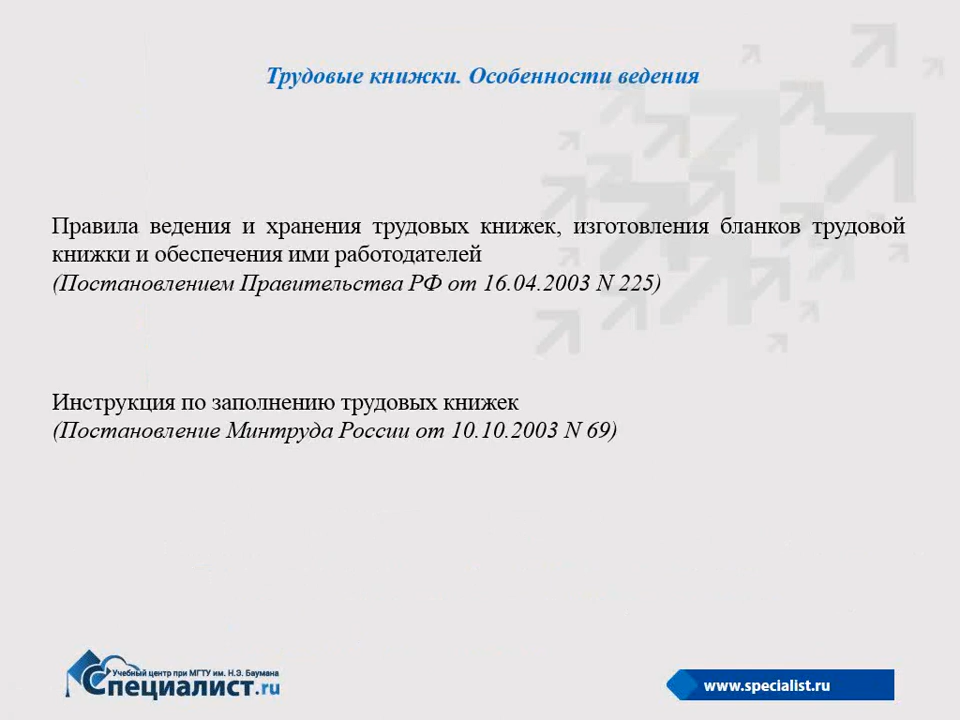 Трудовые книжки. Особенности ведения
Правила ведения и хранения трудовых книжек, изготовления бланков трудовой
книжки и обеспечения ими работодателей
(Постановлением Правительства РФ от 16.04.2003 N 225)
Инструкция по заполнению трудовых книжек
(Постановление Минтруда России от 10.10.2003 N 69)
Учебный центр при МГТУ им. Н.Э. Баумана
Специалист.ru
www.specialist.ru